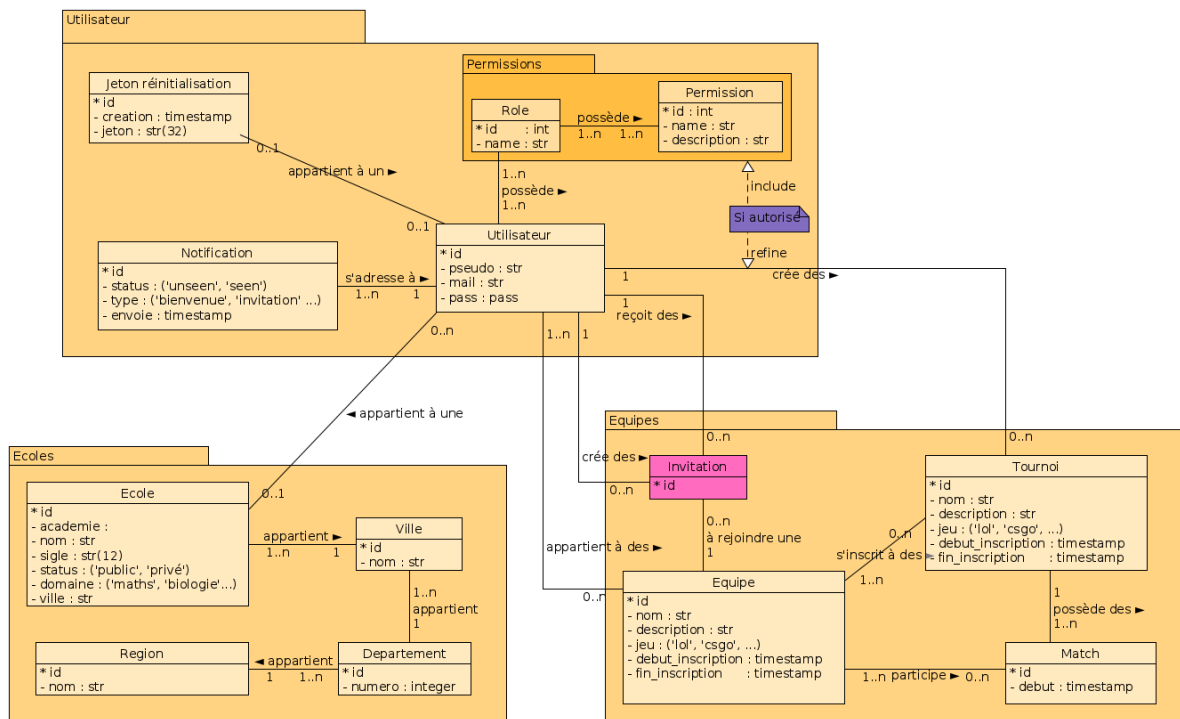 Utilisateur
Jeton réinitialisation
* id
- creation : timestamp
- jeton : str(32)
Permissions
Role
* id : int
- name : str
possède ►
1..n 1..n
Permission
* id : int
- name : str
- description : str
0..1
appartient à un ►
0..1
1..n
possède ►
1..n
include
Si autorisé
refine
Notification
* id
- status : ('unseen', 'seen')
- type : ('bienvenue', 'invitation' ...)
- envoie : timestamp
s'adresse à ►
1..n 1
Utilisateur
* id
- pseudo : str
- mail : str
- pass : pass
1
crée des ►
1
reçoit des ►
0..n
1..n
1
◄ appartient à une
Ecoles
Ecole
* id
- academie :
- nom : str
- sigle : str(12)
- status : ('public', 'privé')
- domaine : ('maths', 'biologie'...)
- ville : str
0..1
appartient ►
1..n 1
Ville
* id
- nom : str
1..n
appartient
1
Region
* id
- nom : str
◄ appartient
1 1..n
Departement
* id
- numero : integer
Equipes
0..n
0..n
crée des ►
0..n
Invitation
* id
0..n
à rejoindre une
1
appartient à des ►
0..n
Tournoi
* id
- nom : str
- description : str
- jeu : ('lol', 'csgo', ...)
- debut_inscription : timestamp
- fin_inscription : timestamp
0..n
s'inscrit à des ►
1..n
Equipe
* id
- nom : str
- description : str
- jeu : ('lol', 'csgo', ...)
- debut_inscription : timestamp
- fin_inscription : timestamp
1
possède des ►
1..n
1..n participe ► 0..n
Match
* id
- debut : timestamp